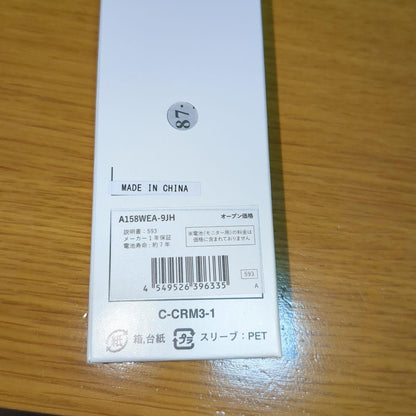 87.
MADE IN CHINA
A158WEA-9JH
オープン価格
説明書：593
メーカー１年保証
電池寿命：約７年
※電池（モニター用）の料金は
価格に含まれておりません
593
4 549526 396335
A
C-CRM3-1
紙 箱,台紙 プラ スリーブ：PET